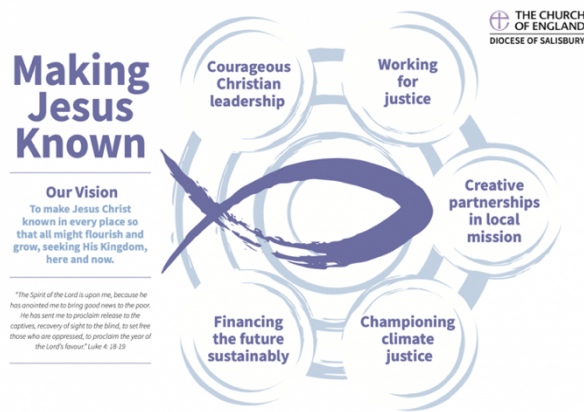 Making
Jesus
Known
Our Vision
To make Jesus Christ
known in every place so
that all might flourish and
grow, seeking His Kingdom,
here and now.
"The Spirit of the Lord is upon me, because he
has anointed me to bring good news to the poor.
He has sent me to proclaim release to the
captives, recovery of sight to the blind, to set free
those who are oppressed, to proclaim the year of
the Lord's favour." Luke 4: 18-19
Courageous
Christian
leadership
Working
for
justice
Creative
partnerships
in local
mission
Financing
the future
sustainably
Championing
climate
justice
THE CHURCH
OF ENGLAND
DIOCESE OF SALISBURY